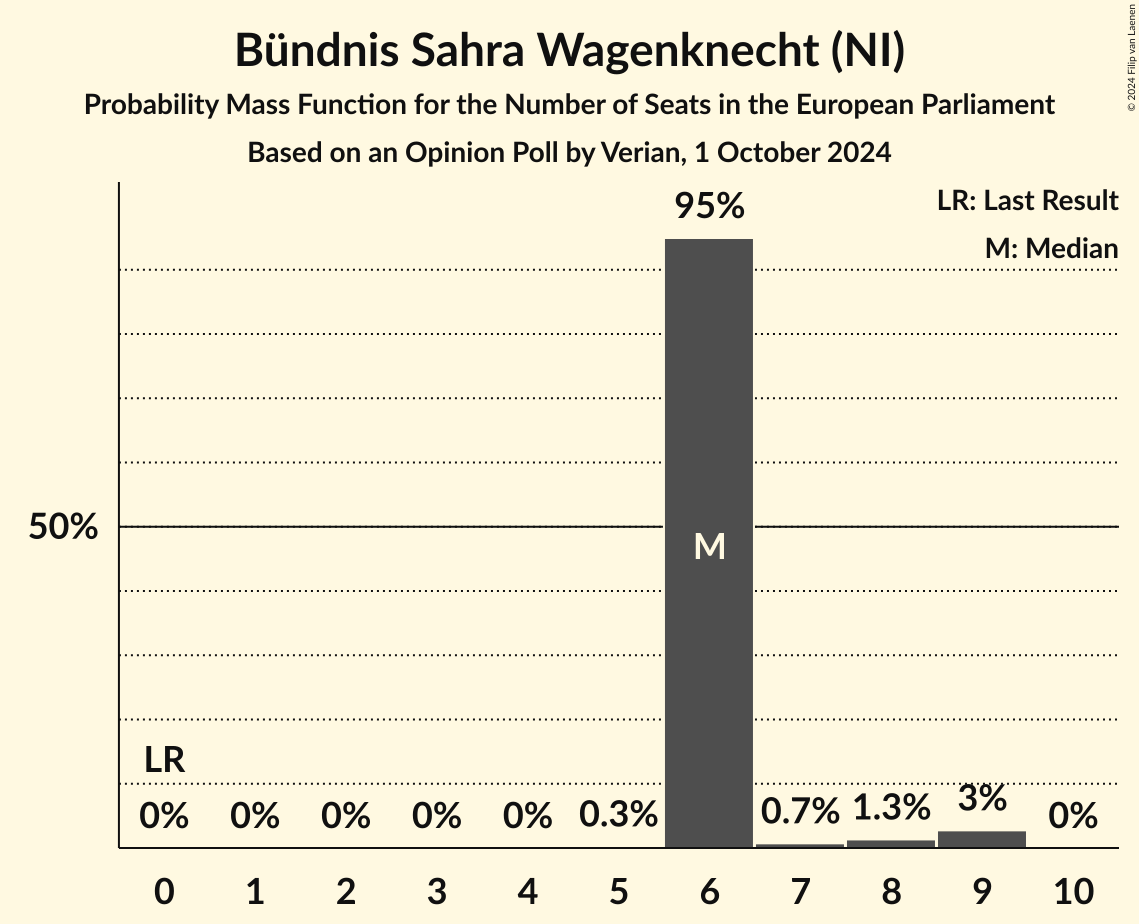 Bündnis Sahra Wagenknecht (NI)
Probability Mass Function for the Number of Seats in the European Parliament
Based on an Opinion Poll by Verian, 1 October 2024
© 2024 Filip van Laenen
LR: Last Result
M: Median
95%
50%
M
LR
0% 0% 0% 0% 0% 0.3% 0.7% 1.3% 3% 0%
0 1 2 3 4 5 6 7 8 9 10